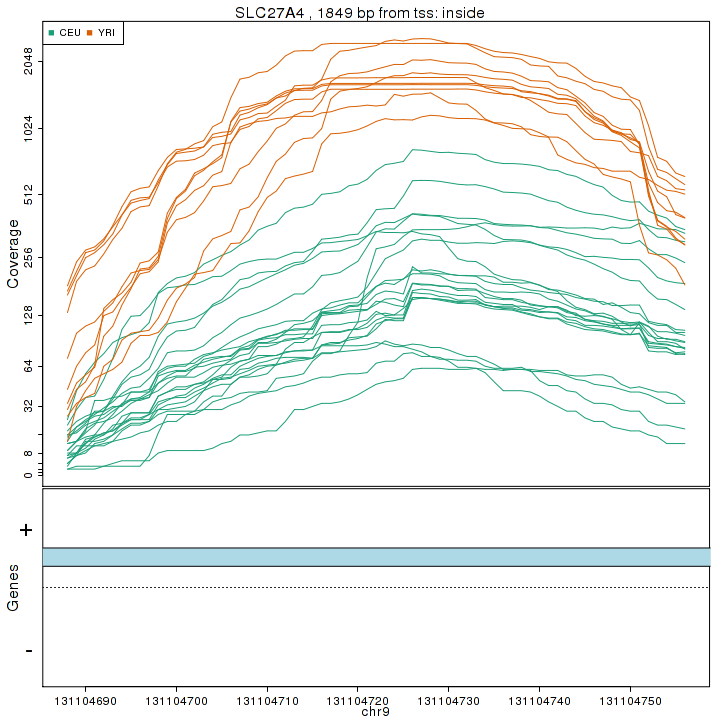 SLC27A4 , 1849 bp from tss: inside
CEU YRI
Coverage
2048
1024
512
256
128
64
32
8
0
Genes
+
-
131104690 131104700 131104710 131104720 131104730 131104740 131104750
chr9